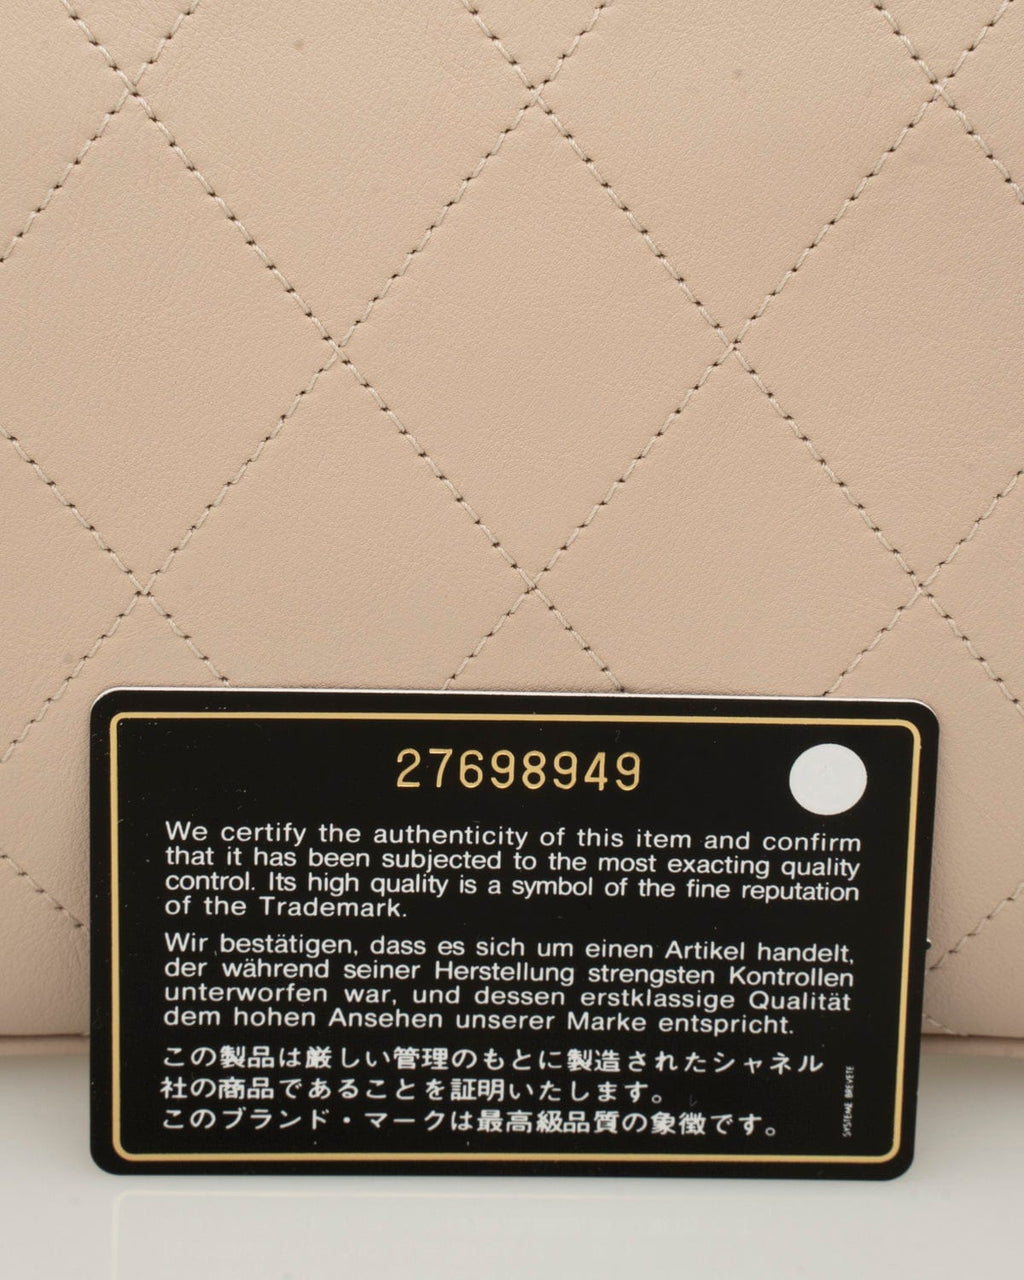 27698949
We certify the authenticity of this item and confirm
that it has been subjected to the most exacting quality
control. Its high quality is a symbol of the fine reputation
of the Trademark.
Wir bestätigen, dass es sich um einen Artikel handelt,
der während seiner Herstellung strengsten Kontrollen
unterworfen war, und dessen erstklassige Qualität
dem hohen Ansehen unserer Marke entspricht.
この製品は厳しい管理のもとに製造されたシャネル
社の商品であることを証明いたします。
このブランド・マークは最高級品質の象徴です。
SYSTEME BREVETE